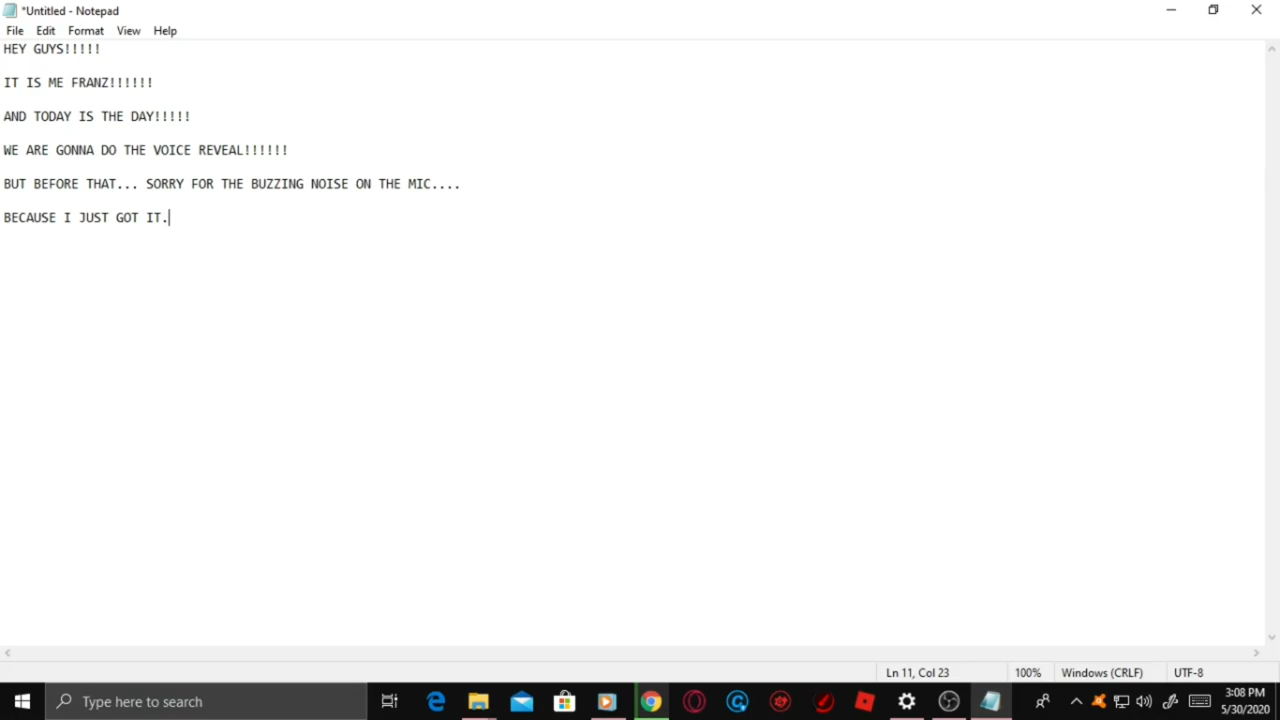 *Untitled - Notepad
File Edit Format View Help
HEY GUYS!!!!!
IT IS ME FRANZ!!!!!!
AND TODAY IS THE DAY!!!!!
WE ARE GONNA DO THE VOICE REVEAL!!!!!!
BUT BEFORE THAT... SORRY FOR THE BUZZING NOISE ON THE MIC....
BECAUSE I JUST GOT IT.
Ln 11, Col 23 100% Windows (CRLF) UTF-8
Type here to search
3:08 PM
5/30/2020